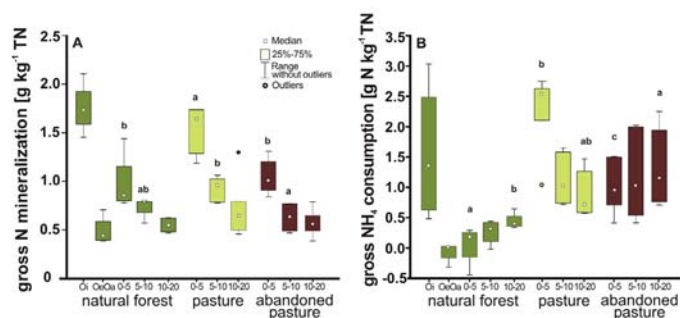 A
gross N mineralization [g kg⁻¹ TN]
2.5
2.0
1.5
1.0
0.5
0.0
Median
25%-75%
Range
without outliers
Outliers
b
ab
a
b
b
a
Oi OeOa 0-5 5-10 10-20 0-5 5-10 10-20 0-5 5-10 10-20
natural forest pasture abandoned
pasture
B
gross NH₄ consumption [g N kg⁻¹ TN]
3.5
3.0
2.5
2.0
1.5
1.0
0.5
0.0
-0.5
a
b
b
ab
c
a
Oi OeOa 0-5 5-10 10-20 0-5 5-10 10-20 0-5 5-10 10-20
natural forest pasture abandoned
pasture